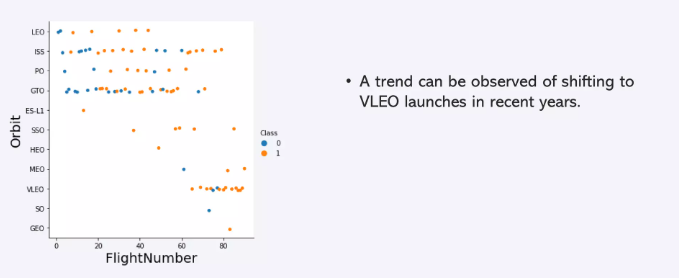 LEO
ISS
PO
GTO
ES-L1
SSO
HEO
MEO
VLEO
SO
GEO
Orbit
0 20 40 60 80
FlightNumber
Class
0
1
• A trend can be observed of shifting to
VLEO launches in recent years.